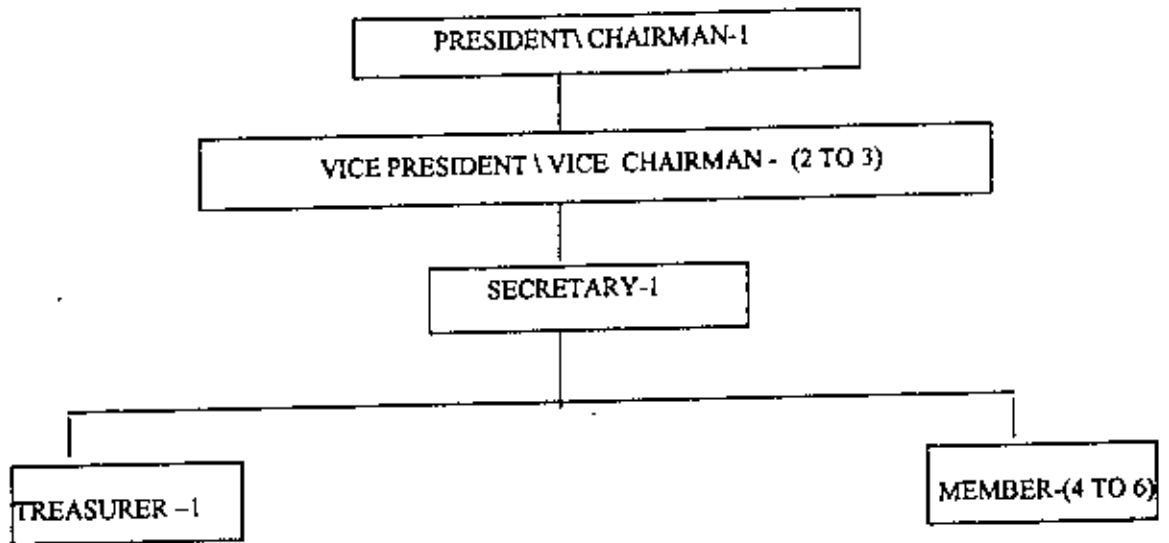 PRESIDENT\ CHAIRMAN-1
VICE PRESIDENT \ VICE CHAIRMAN - (2 TO 3)
SECRETARY-1
TREASURER –1
MEMBER-(4 TO 6)